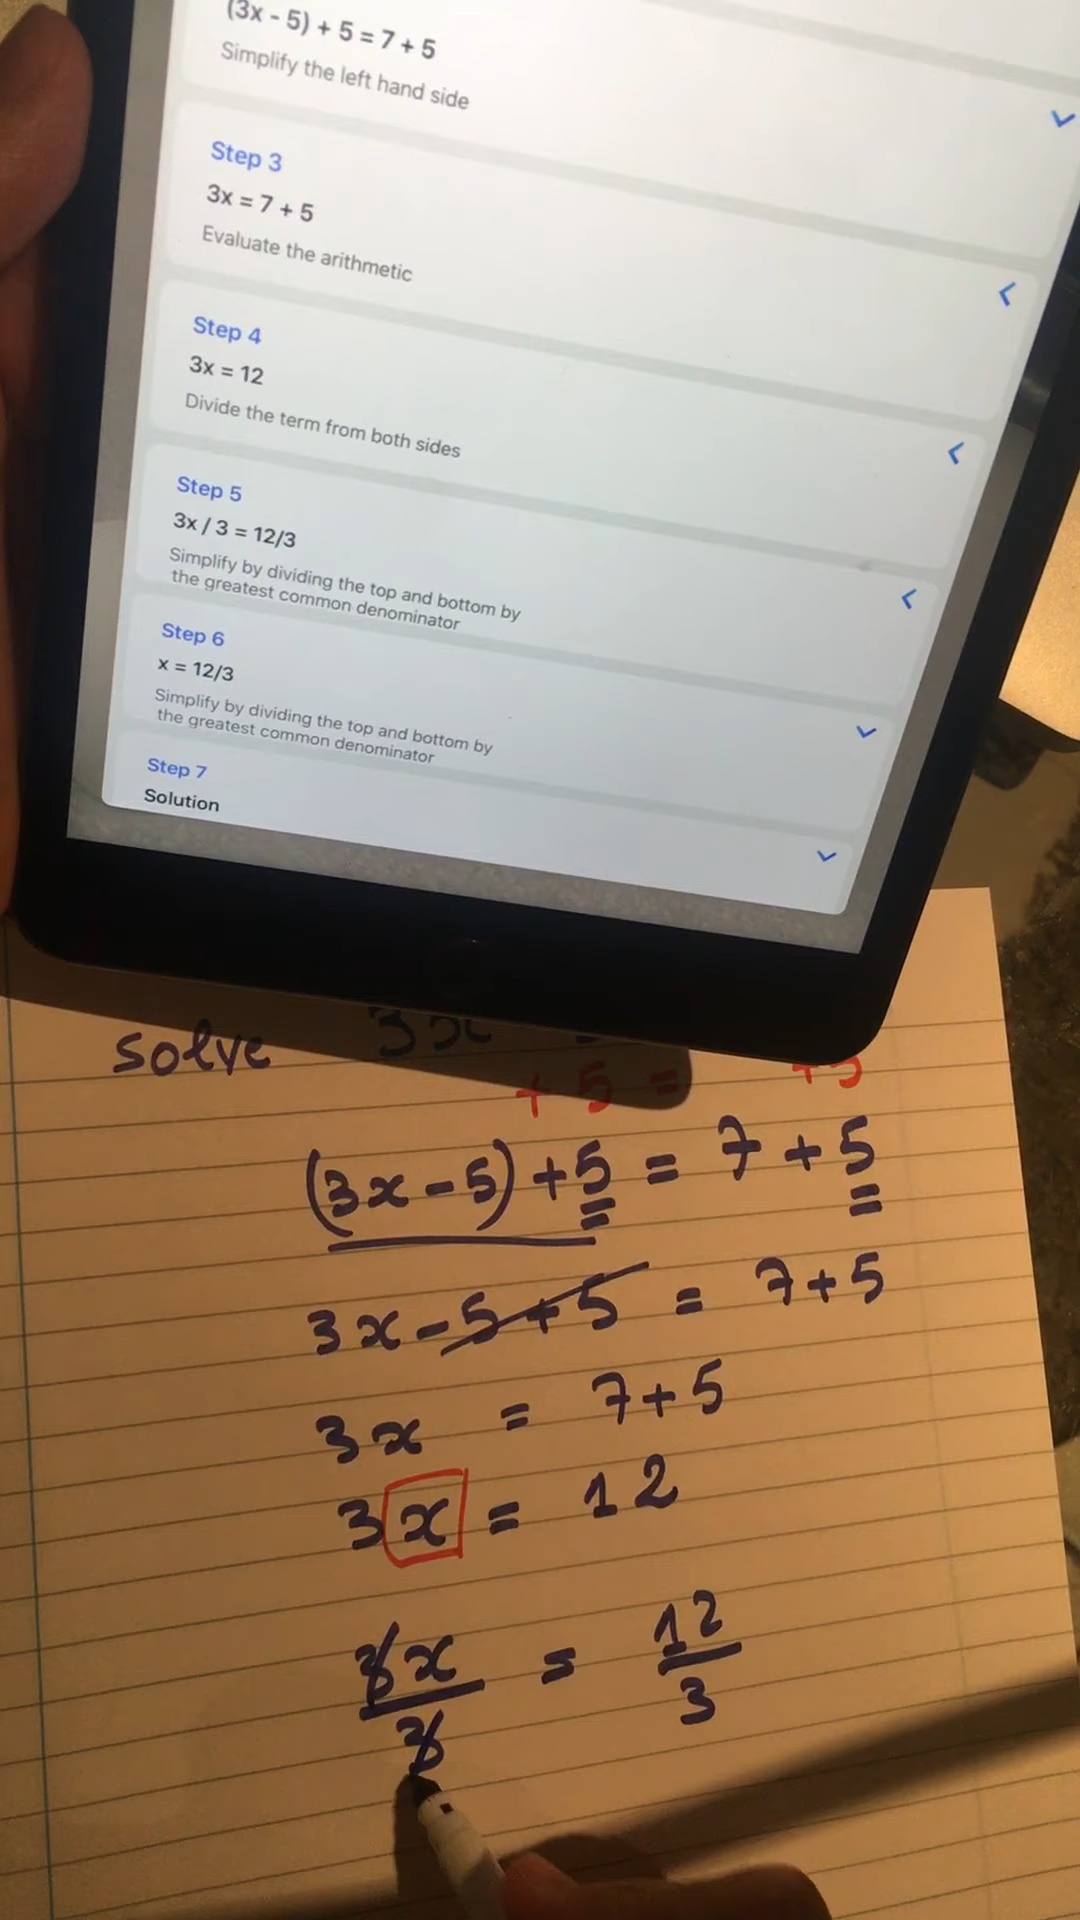 (3x - 5) + 5 = 7 + 5
Simplify the left hand side
Step 3
3x = 7 + 5
Evaluate the arithmetic
Step 4
3x = 12
Divide the term from both sides
Step 5
3x / 3 = 12/3
Simplify by dividing the top and bottom by
the greatest common denominator
Step 6
x = 12/3
Simplify by dividing the top and bottom by
the greatest common denominator
Step 7
Solution
solve 3x
+ 5 = +5
(3x - 5) + 5 = 7 + 5
3x - 5 + 5 = 7 + 5
3x = 7 + 5
3x = 12
3x/3 = 12/3